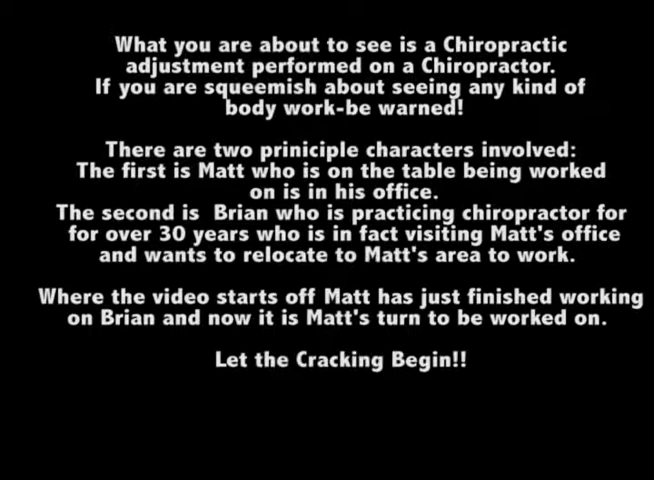 What you are about to see is a Chiropractic
adjustment performed on a Chiropractor.
If you are squeemish about seeing any kind of
body work-be warned!
There are two priniciple characters involved:
The first is Matt who is on the table being worked
on is in his office.
The second is Brian who is practicing chiropractor for
for over 30 years who is in fact visiting Matt's office
and wants to relocate to Matt's area to work.
Where the video starts off Matt has just finished working
on Brian and now it is Matt's turn to be worked on.
Let the Cracking Begin!!